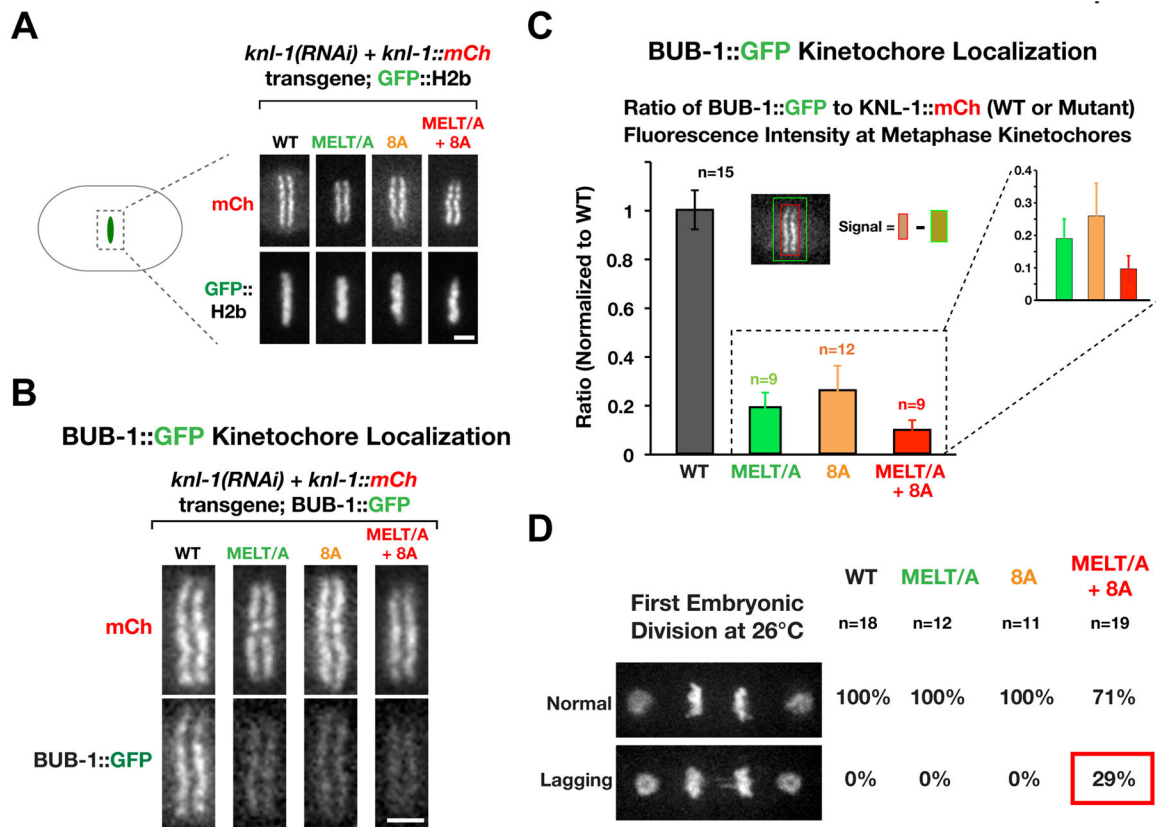 A
knl-1(RNAi) + knl-1::mCh
transgene; GFP::H2b
WT
MELT/A
8A
MELT/A
+ 8A
mCh
GFP::
H2b
B
BUB-1::GFP Kinetochore Localization
knl-1(RNAi) + knl-1::mCh
transgene; BUB-1::GFP
WT
MELT/A
8A
MELT/A
+ 8A
mCh
BUB-1::GFP
C
BUB-1::GFP Kinetochore Localization
Ratio of BUB-1::GFP to KNL-1::mCh (WT or Mutant)
Fluorescence Intensity at Metaphase Kinetochores
Ratio (Normalized to WT)
1
0.8
0.6
0.4
0.2
0
n=15
n=9
n=12
n=9
WT
MELT/A
8A
MELT/A
+ 8A
Signal = -
0.4
0.3
0.2
0.1
0
D
First Embryonic
Division at 26°C
WT
MELT/A
8A
MELT/A
+ 8A
n=18
n=12
n=11
n=19
Normal
100%
100%
100%
71%
Lagging
0%
0%
0%
29%